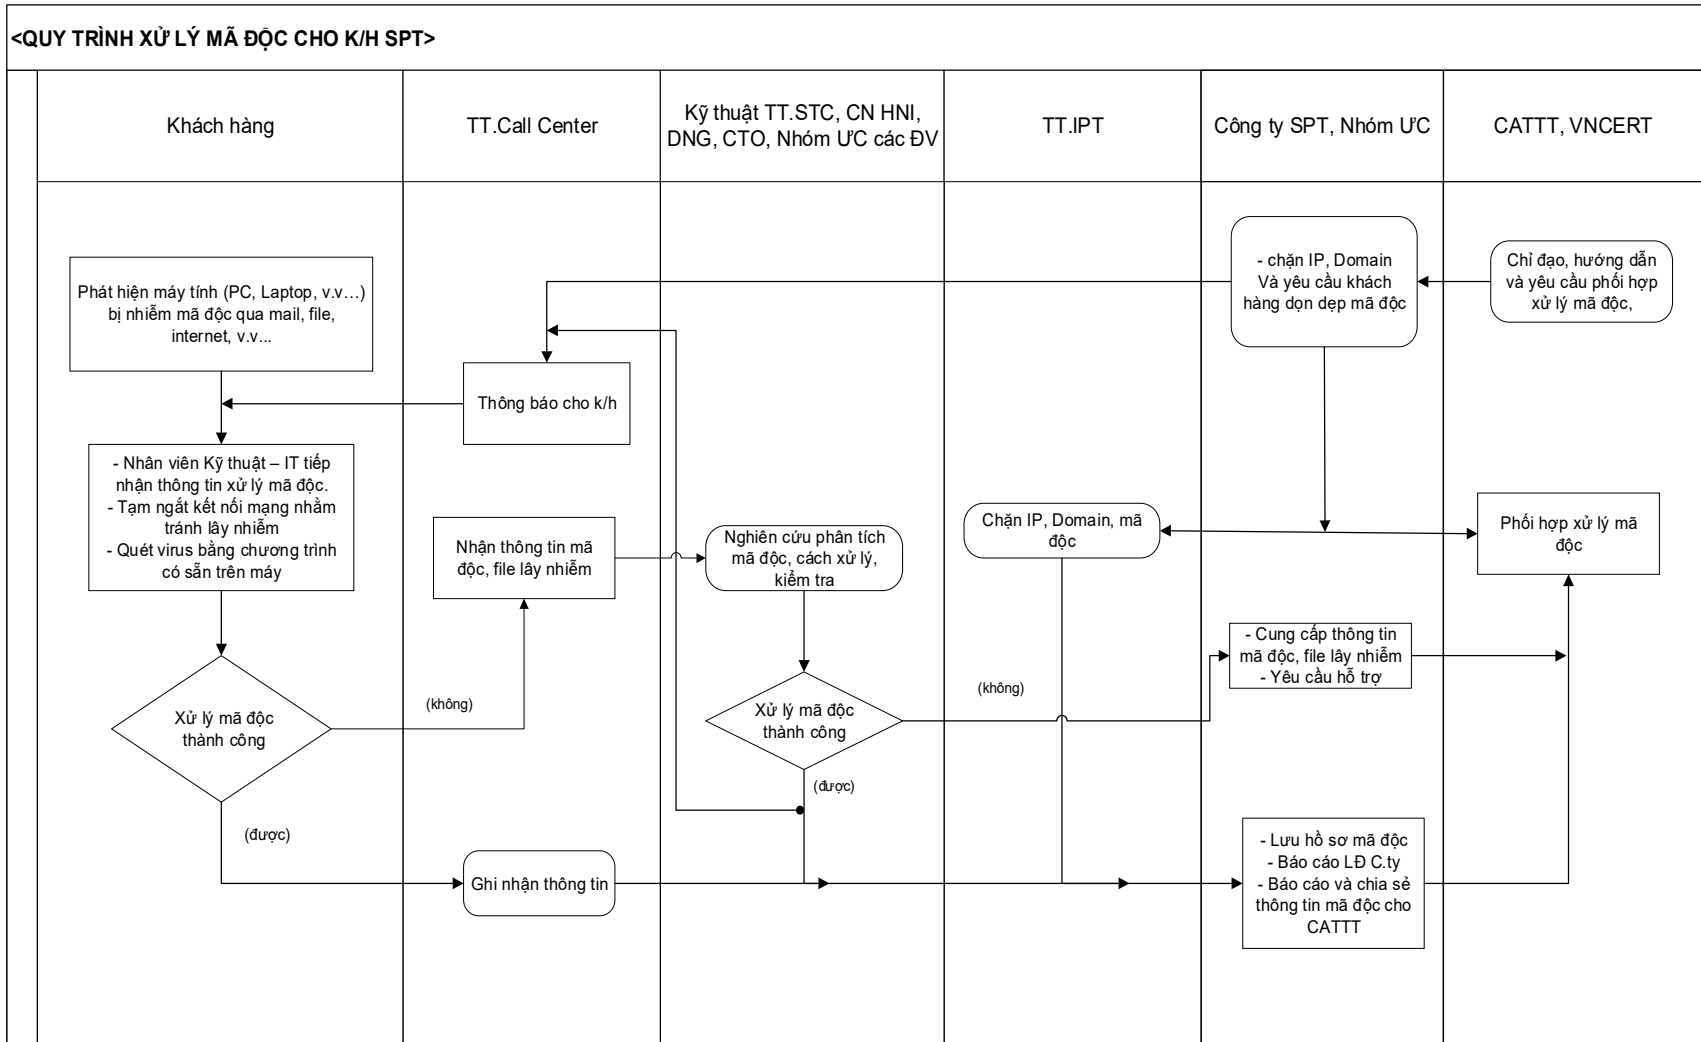 <QUY TRÌNH XỬ LÝ MÃ ĐỘC CHO K/H SPT>
Khách hàng
TT.Call Center
Kỹ thuật TT.STC, CN HNI,
DNG, CTO, Nhóm ƯC các ĐV
TT.IPT
Công ty SPT, Nhóm ƯC
CATTT, VNCERT
Phát hiện máy tính (PC, Laptop, v.v…)
bị nhiễm mã độc qua mail, file,
internet, v.v...
- chặn IP, Domain
Và yêu cầu khách
hàng dọn dẹp mã độc
Chỉ đạo, hướng dẫn
và yêu cầu phối hợp
xử lý mã độc,
Thông báo cho k/h
- Nhân viên Kỹ thuật – IT tiếp
nhận thông tin xử lý mã độc.
- Tạm ngắt kết nối mạng nhằm
tránh lây nhiễm
- Quét virus bằng chương trình
có sẵn trên máy
Nhận thông tin mã
độc, file lây nhiễm
Nghiên cứu phân tích
mã độc, cách xử lý,
kiểm tra
Chặn IP, Domain, mã
độc
Phối hợp xử lý mã
độc
- Cung cấp thông tin
mã độc, file lây nhiễm
- Yêu cầu hỗ trợ
Xử lý mã độc
thành công
(không)
Xử lý mã độc
thành công
(không)
(được)
(được)
Ghi nhận thông tin
- Lưu hồ sơ mã độc
- Báo cáo LĐ C.ty
- Báo cáo và chia sẻ
thông tin mã độc cho
CATTT